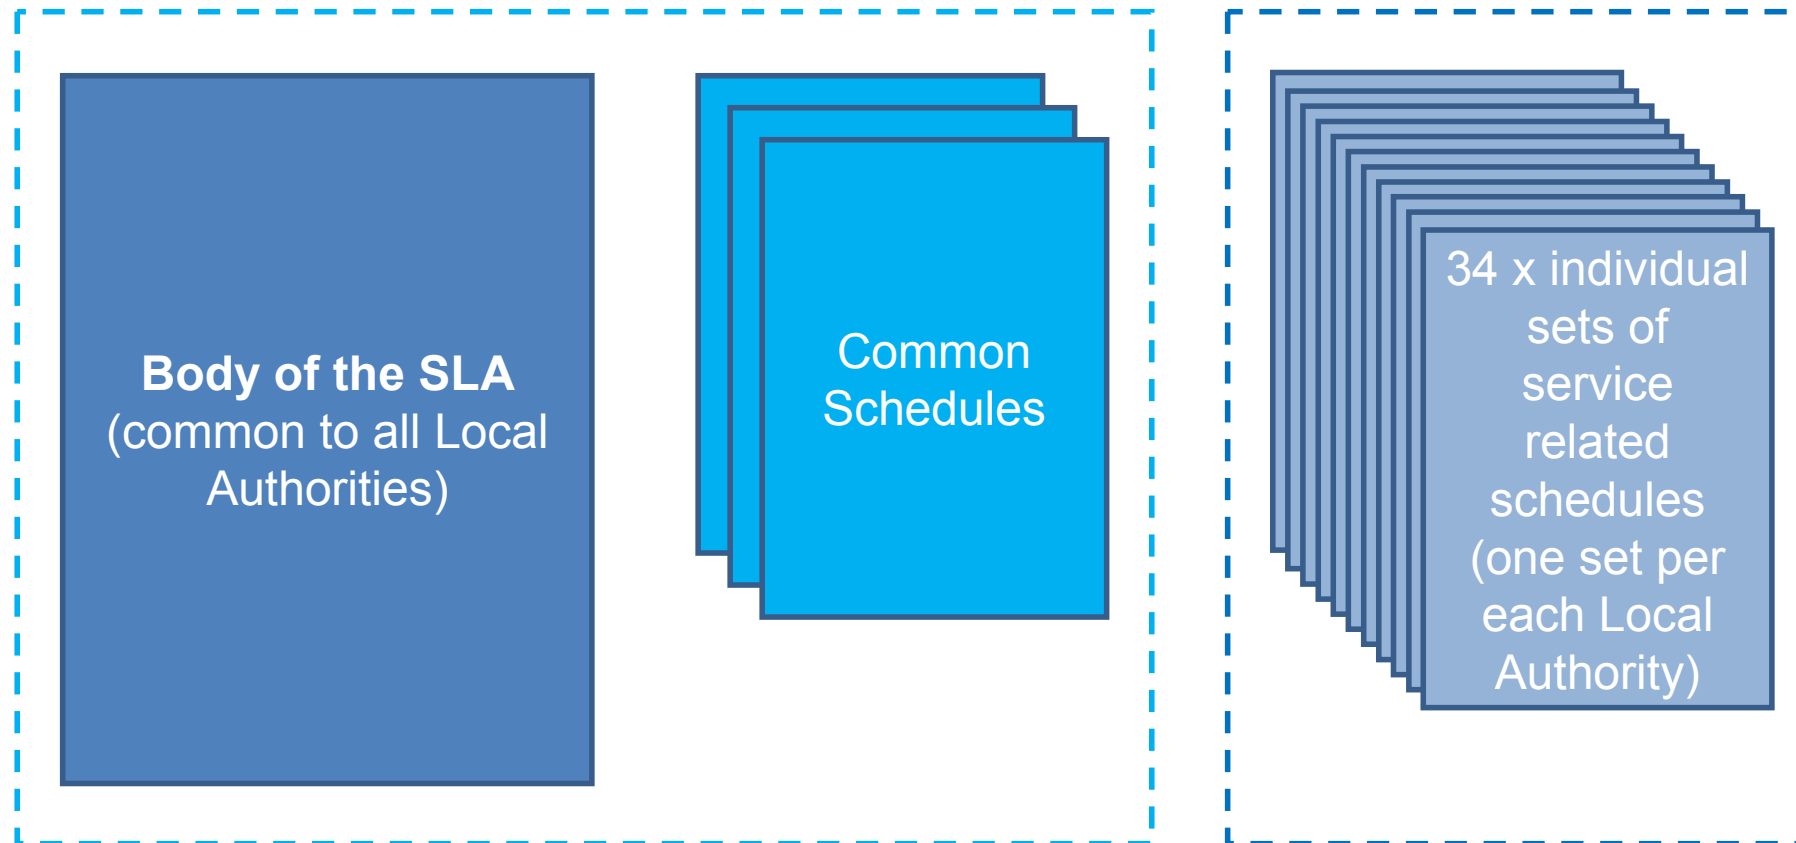 Body of the SLA
(common to all Local
Authorities)
Common
Schedules
34 x individual
sets of
service
related
schedules
(one set per
each Local
Authority)